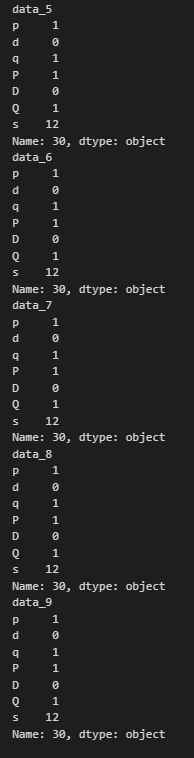 data_5
p     1
d     0
q     1
P     1
D     0
Q     1
s    12
Name: 30, dtype: object
data_6
p     1
d     0
q     1
P     1
D     0
Q     1
s    12
Name: 30, dtype: object
data_7
p     1
d     0
q     1
P     1
D     0
Q     1
s    12
Name: 30, dtype: object
data_8
p     1
d     0
q     1
P     1
D     0
Q     1
s    12
Name: 30, dtype: object
data_9
p     1
d     0
q     1
P     1
D     0
Q     1
s    12
Name: 30, dtype: object